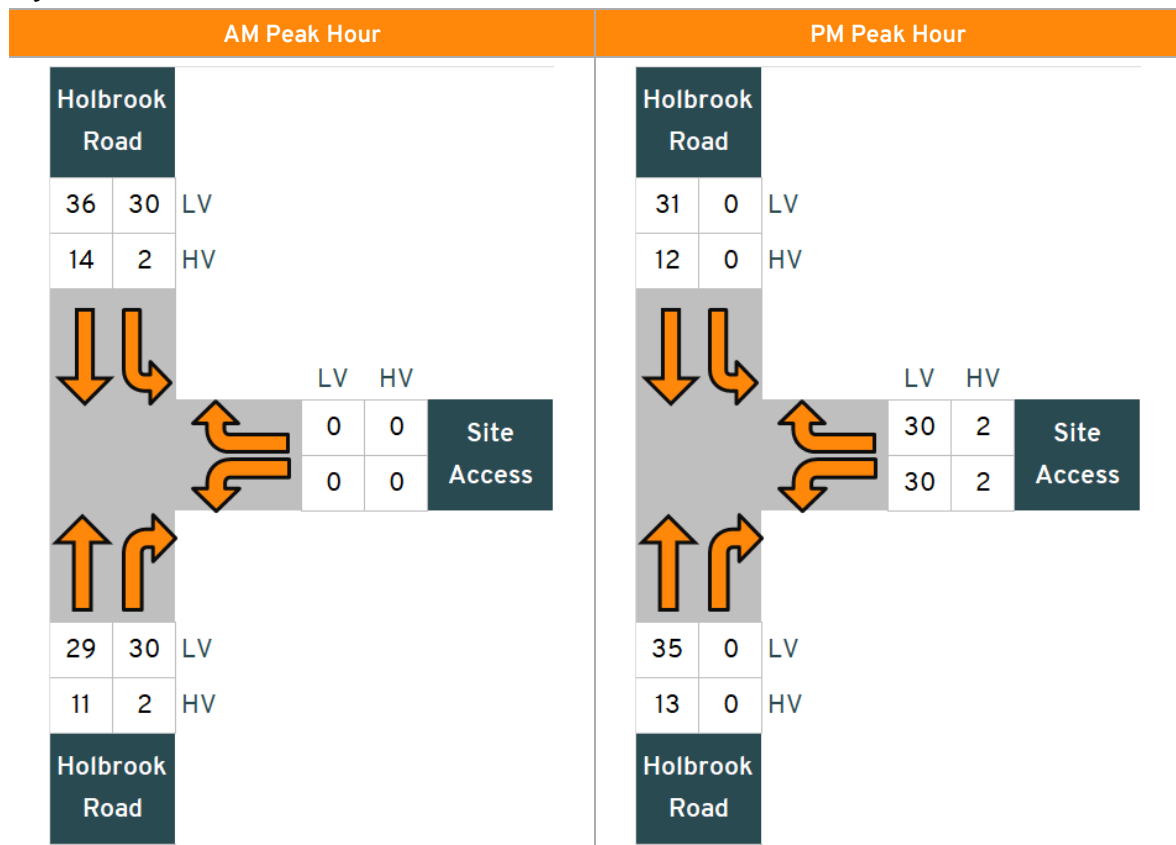 AM Peak Hour PM Peak Hour
Holbrook
Road
36 30 LV
14 2 HV
LV HV
0 0
0 0
Site
Access
29 30 LV
11 2 HV
Holbrook
Road
Holbrook
Road
31 0 LV
12 0 HV
LV HV
30 2
30 2
Site
Access
35 0 LV
13 0 HV
Holbrook
Road